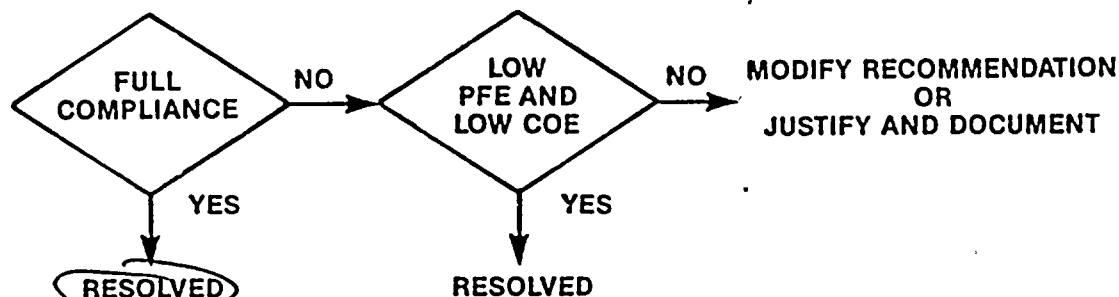 FULL
COMPLIANCE
NO
LOW
PFE AND
LOW COE
NO
MODIFY RECOMMENDATION
OR
JUSTIFY AND DOCUMENT
YES
YES
RESOLVED
RESOLVED